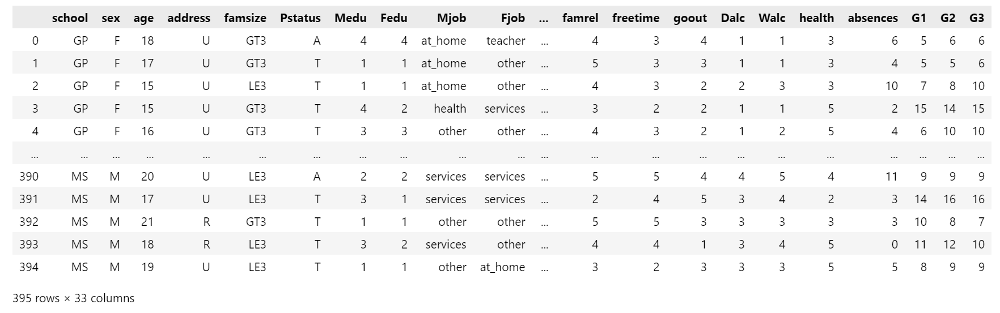 school sex age address famsize Pstatus Medu Fedu Mjob Fjob ... famrel freetime goout Dalc Walc health absences G1 G2 G3
0 GP F 18 U GT3 A 4 4 at_home teacher ... 4 3 4 1 1 3 6 5 6 6
1 GP F 17 U GT3 T 1 1 at_home other ... 5 3 3 1 1 3 4 5 5 6
2 GP F 15 U LE3 T 1 1 at_home other ... 4 3 2 2 3 3 10 7 8 10
3 GP F 15 U GT3 T 4 2 health services ... 3 2 2 1 1 5 2 15 14 15
4 GP F 16 U GT3 T 3 3 other other ... 4 3 2 1 2 5 4 6 10 10
... ... ... ... ... ... ... ... ... ... ... ... ... ... ... ... ... ... ... ... ... ...
390 MS M 20 U LE3 A 2 2 services services ... 5 5 4 4 5 4 11 9 9 9
391 MS M 17 U LE3 T 3 1 services services ... 2 4 5 3 4 2 3 14 16 16
392 MS M 21 R GT3 T 1 1 other other ... 5 5 3 3 3 3 3 10 8 7
393 MS M 18 R LE3 T 3 2 services other ... 4 4 1 3 4 5 0 11 12 10
394 MS M 19 U LE3 T 1 1 other at_home ... 3 2 3 3 3 5 5 8 9 9
395 rows × 33 columns